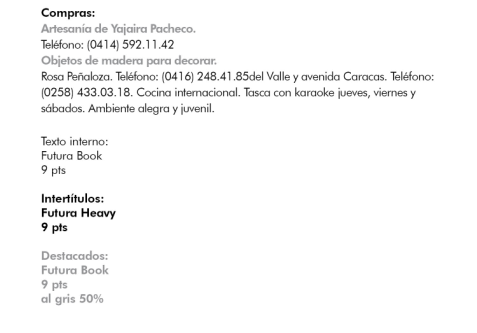 Compras:
Artesanía de Yajaira Pacheco.
Teléfono: (0414) 592.11.42
Objetos de madera para decorar.
Rosa Peñaloza. Teléfono: (0416) 248.41.85del Valle y avenida Caracas. Teléfono:
(0258) 433.03.18. Cocina internacional. Tasca con karaoke jueves, viernes y
sábados. Ambiente alegra y juvenil.
Texto interno:
Futura Book
9 pts
Intertítulos:
Futura Heavy
9 pts
Destacados:
Futura Book
9 pts
al gris 50%